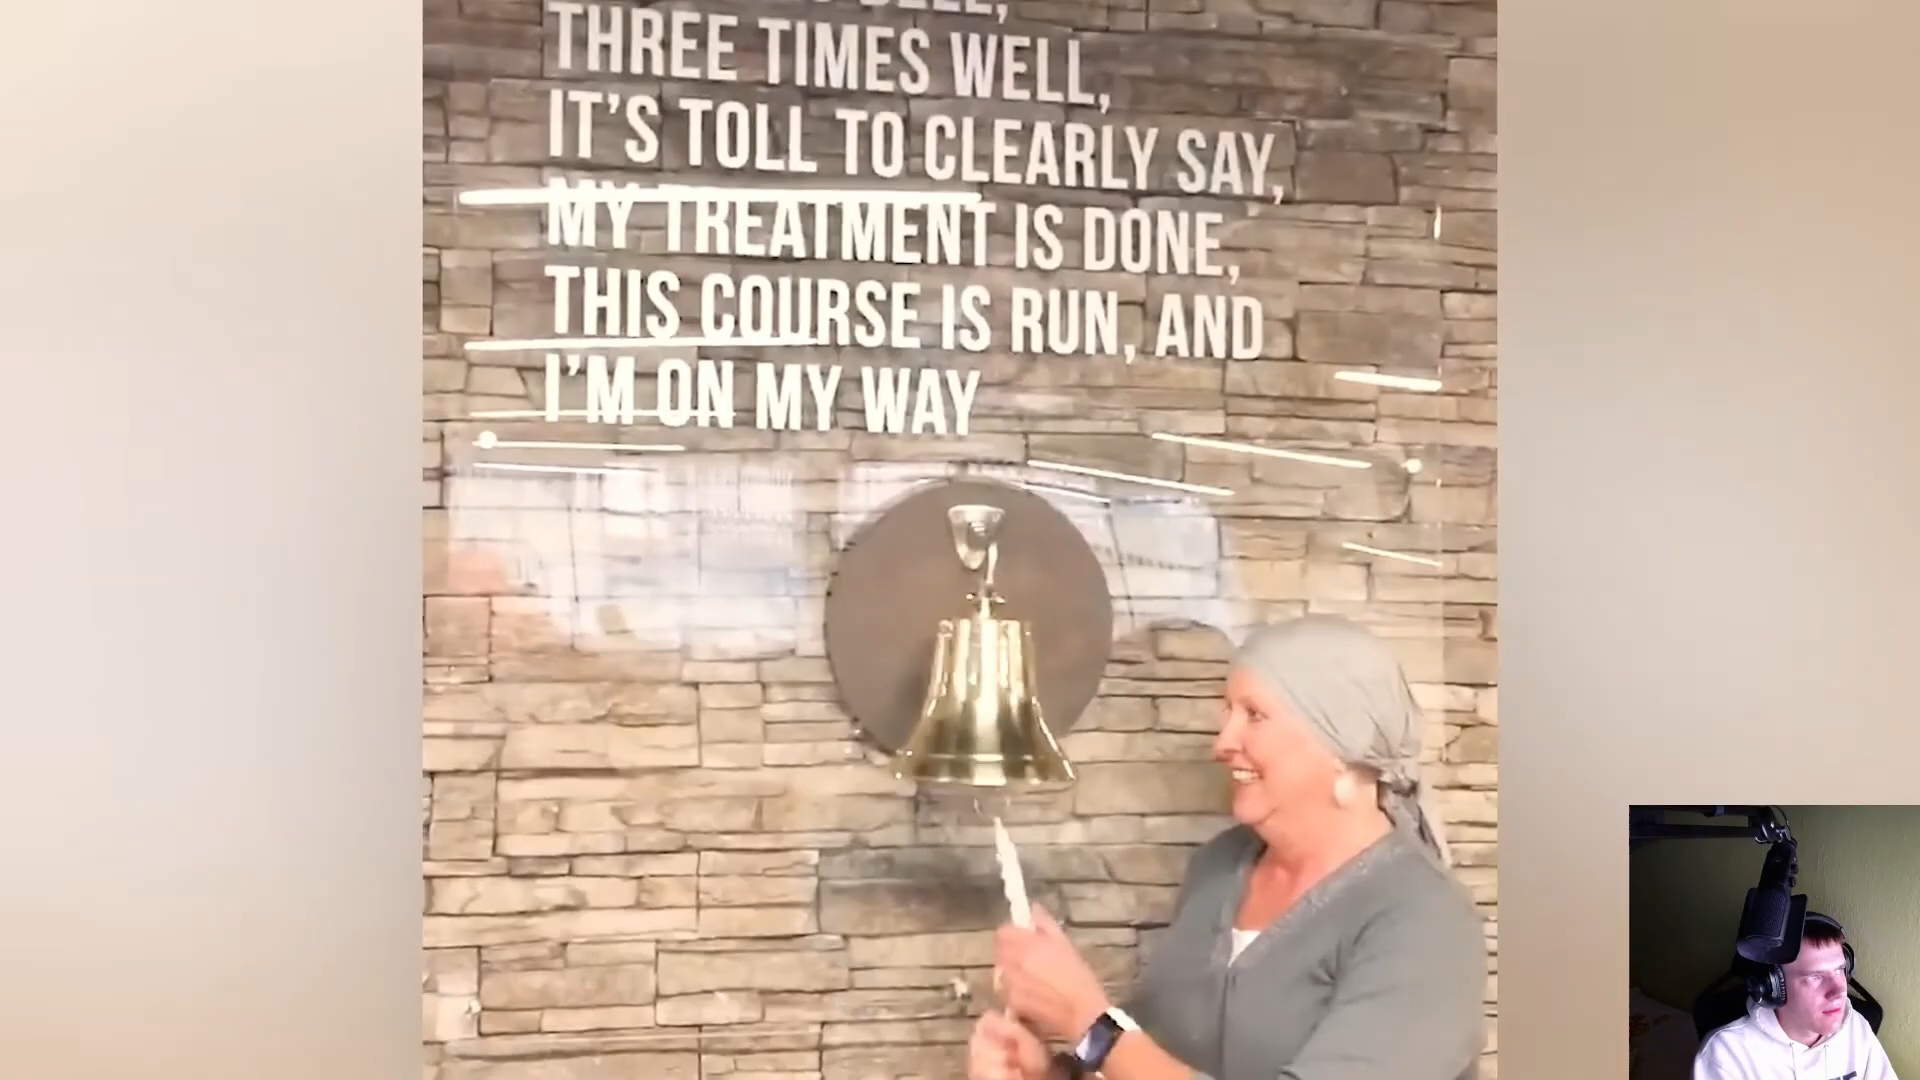 BELL,
THREE TIMES WELL,
IT'S TOLL TO CLEARLY SAY,
MY TREATMENT IS DONE,
THIS COURSE IS RUN, AND
I'M ON MY WAY